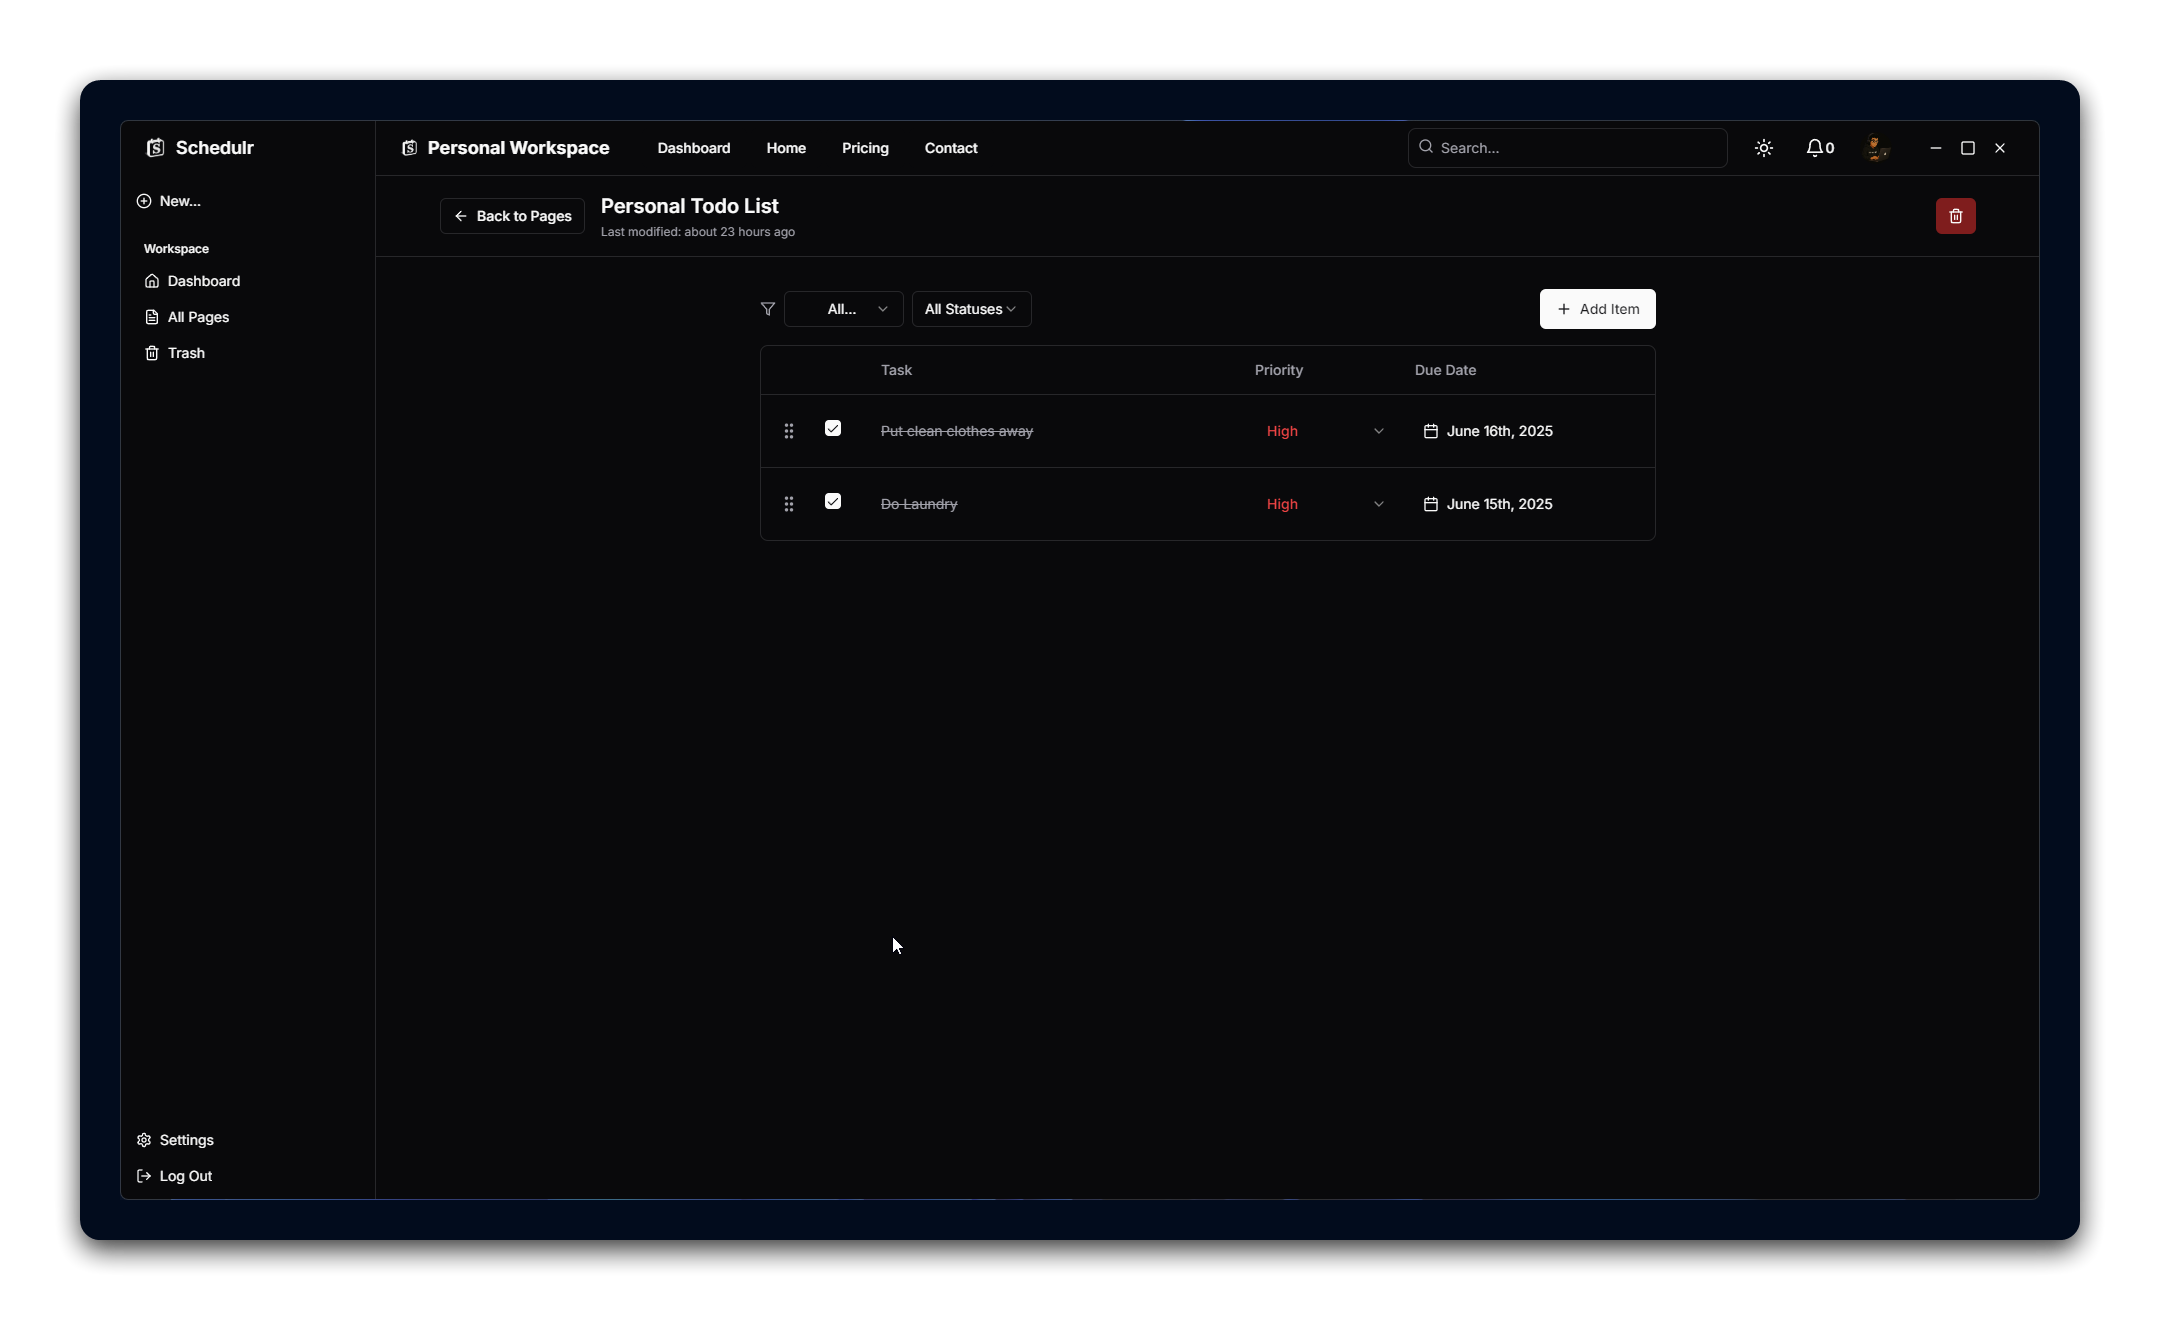 Schedulr
New...
Workspace
Dashboard
All Pages
Trash
Settings
Log Out
Personal Workspace
Dashboard
Home
Pricing
Contact
Search...
0
Back to Pages
Personal Todo List
Last modified: about 23 hours ago
All...
All Statuses
Add Item
Task Priority Due Date
Put clean clothes away High June 16th, 2025
Do Laundry High June 15th, 2025